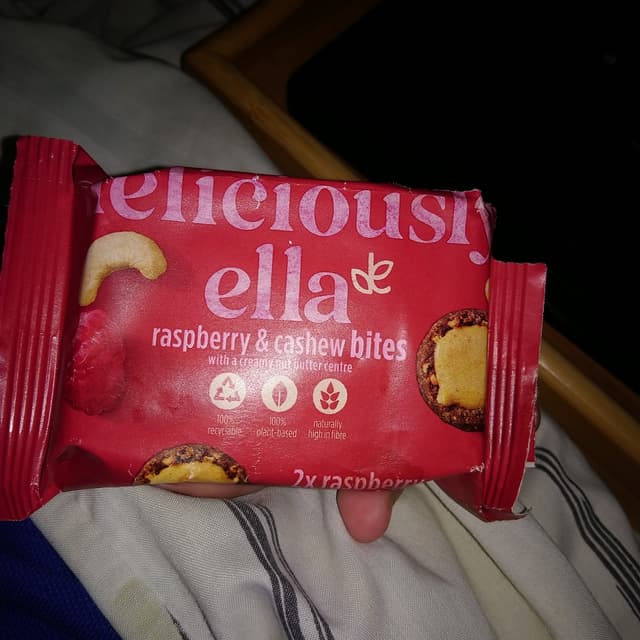 deliciously
ella
raspberry & cashew bites
with a creamy nut butter centre
100% recyclable
100% plant-based
naturally high in fibre
2x raspberry